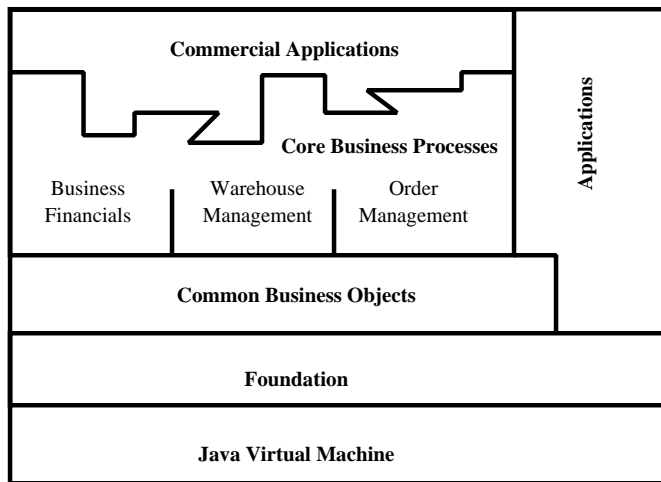 Commercial Applications
Applications
Core Business Processes
Business
Financials
Warehouse
Management
Order
Management
Common Business Objects
Foundation
Java Virtual Machine